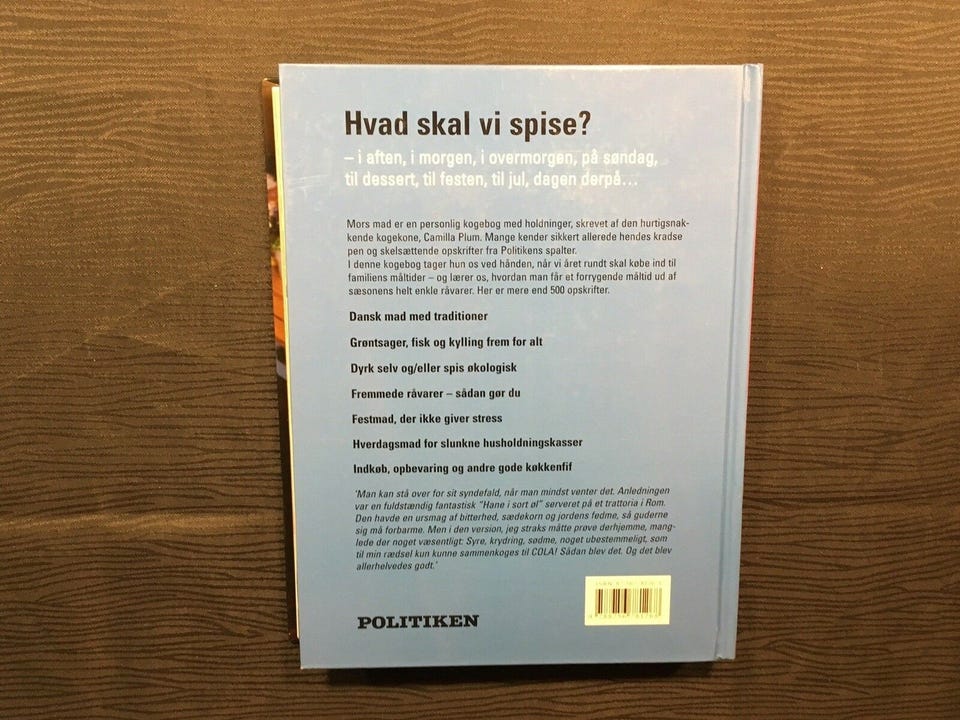 Hvad skal vi spise?
– i aften, i morgen, i overmorgen, på søndag,
til dessert, til festen, til jul, dagen derpå...
Mors mad er en personlig kogebog med holdninger, skrevet af den hurtigsnak-
kende kogekone, Camilla Plum. Mange kender sikkert allerede hendes kradse
pen og skelsættende opskrifter fra Politikens spalter.
I denne kogebog tager hun os ved hånden, når vi året rundt skal købe ind til
familiens måltider – og lærer os, hvordan man får et forrygende måltid ud af
sæsonens helt enkle råvarer. Her er mere end 500 opskrifter.
Dansk mad med traditioner
Grøntsager, fisk og kylling frem for alt
Dyrk selv og/eller spis økologisk
Fremmede råvarer – sådan gør du
Festmad, der ikke giver stress
Hverdagsmad for slunkne husholdningskasser
Indkøb, opbevaring og andre gode køkkenfif
'Man kan stå over for sit syndefald, når man mindst venter det. Anledningen
var en fuldstændig fantastisk "Hane i sort øl" serveret på et trattoria i Rom.
Den havde en ursmag af bitterhed, sædekorn og jordens fedme, så guderne
sig må forbarme. Men i den version, jeg straks måtte prøve derhjemme, mang-
lede der noget væsentligt: Syre, krydring, sødme, noget ubestemmeligt, som
til min rædsel kun kunne sammenkoges til COLA! Sådan blev det. Og det blev
allerhelvedes godt.'
ISBN
POLITIKEN